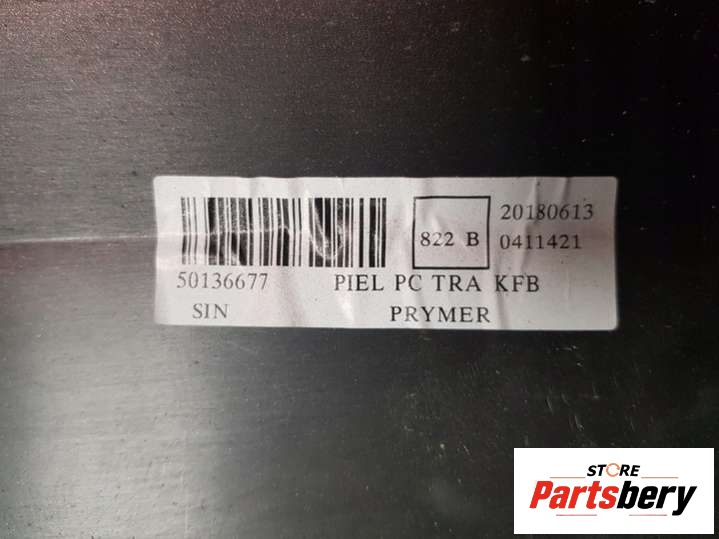 822 B
20180613
0411421
50136677 PIEL PC TRA KFB
SIN PRYMER
STORE
Partsbery